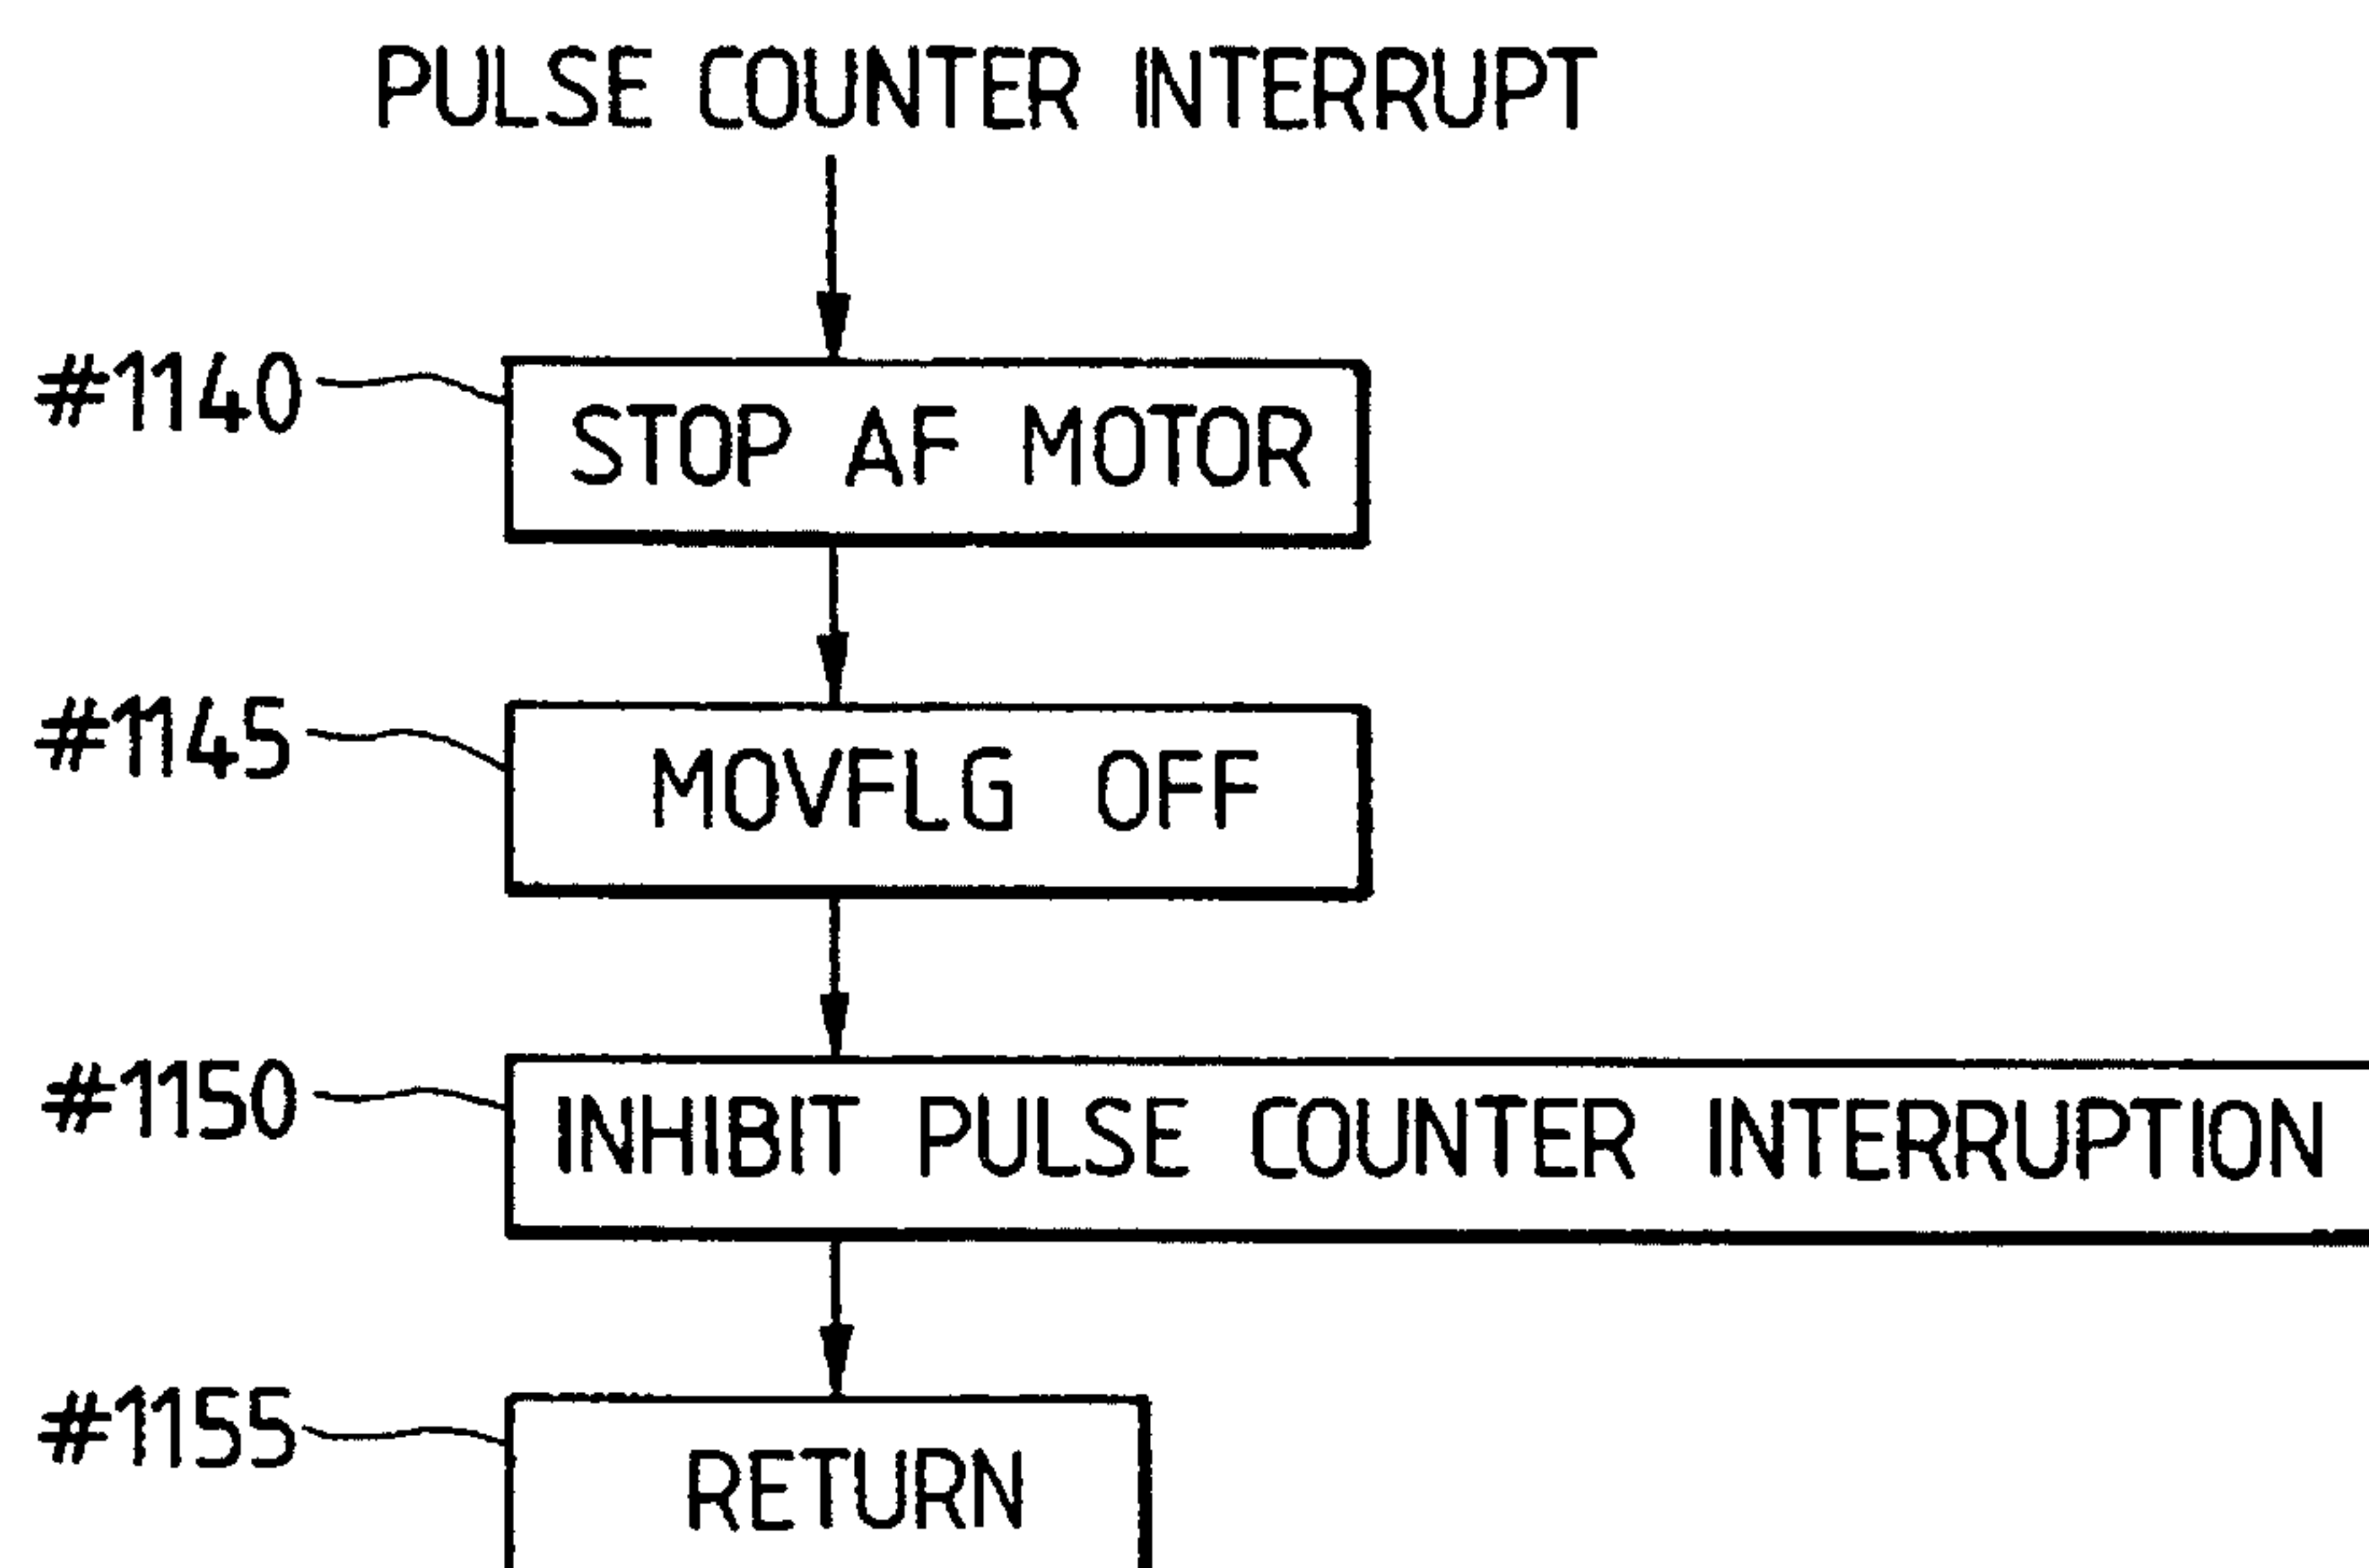 PULSE COUNTER INTERRUPT
#1140
STOP AF MOTOR
#1145
MOVFLG OFF
#1150
INHIBIT PULSE COUNTER INTERRUPTION
#1155
RETURN